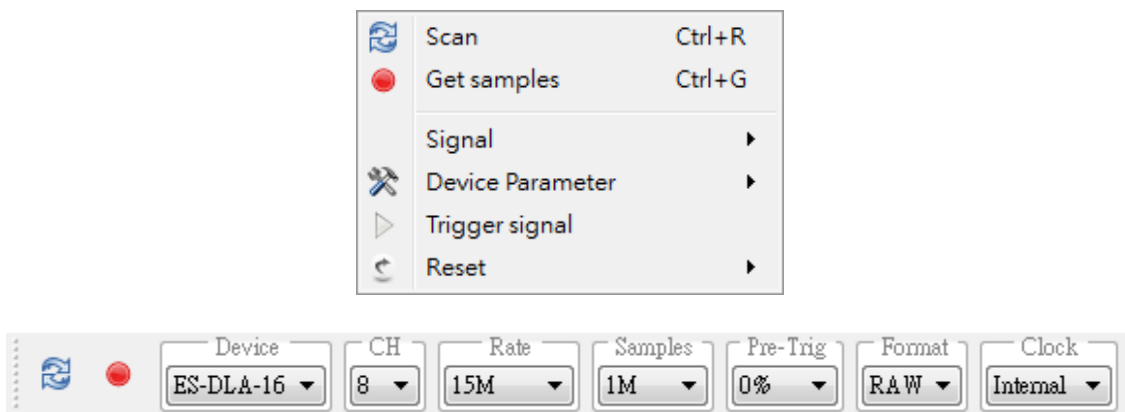 Scan Ctrl+R
Get samples Ctrl+G
Signal
Device Parameter
Trigger signal
Reset
Device CH Rate Samples Pre-Trig Format Clock
ES-DLA-16 8 15M 1M 0% RAW Internal